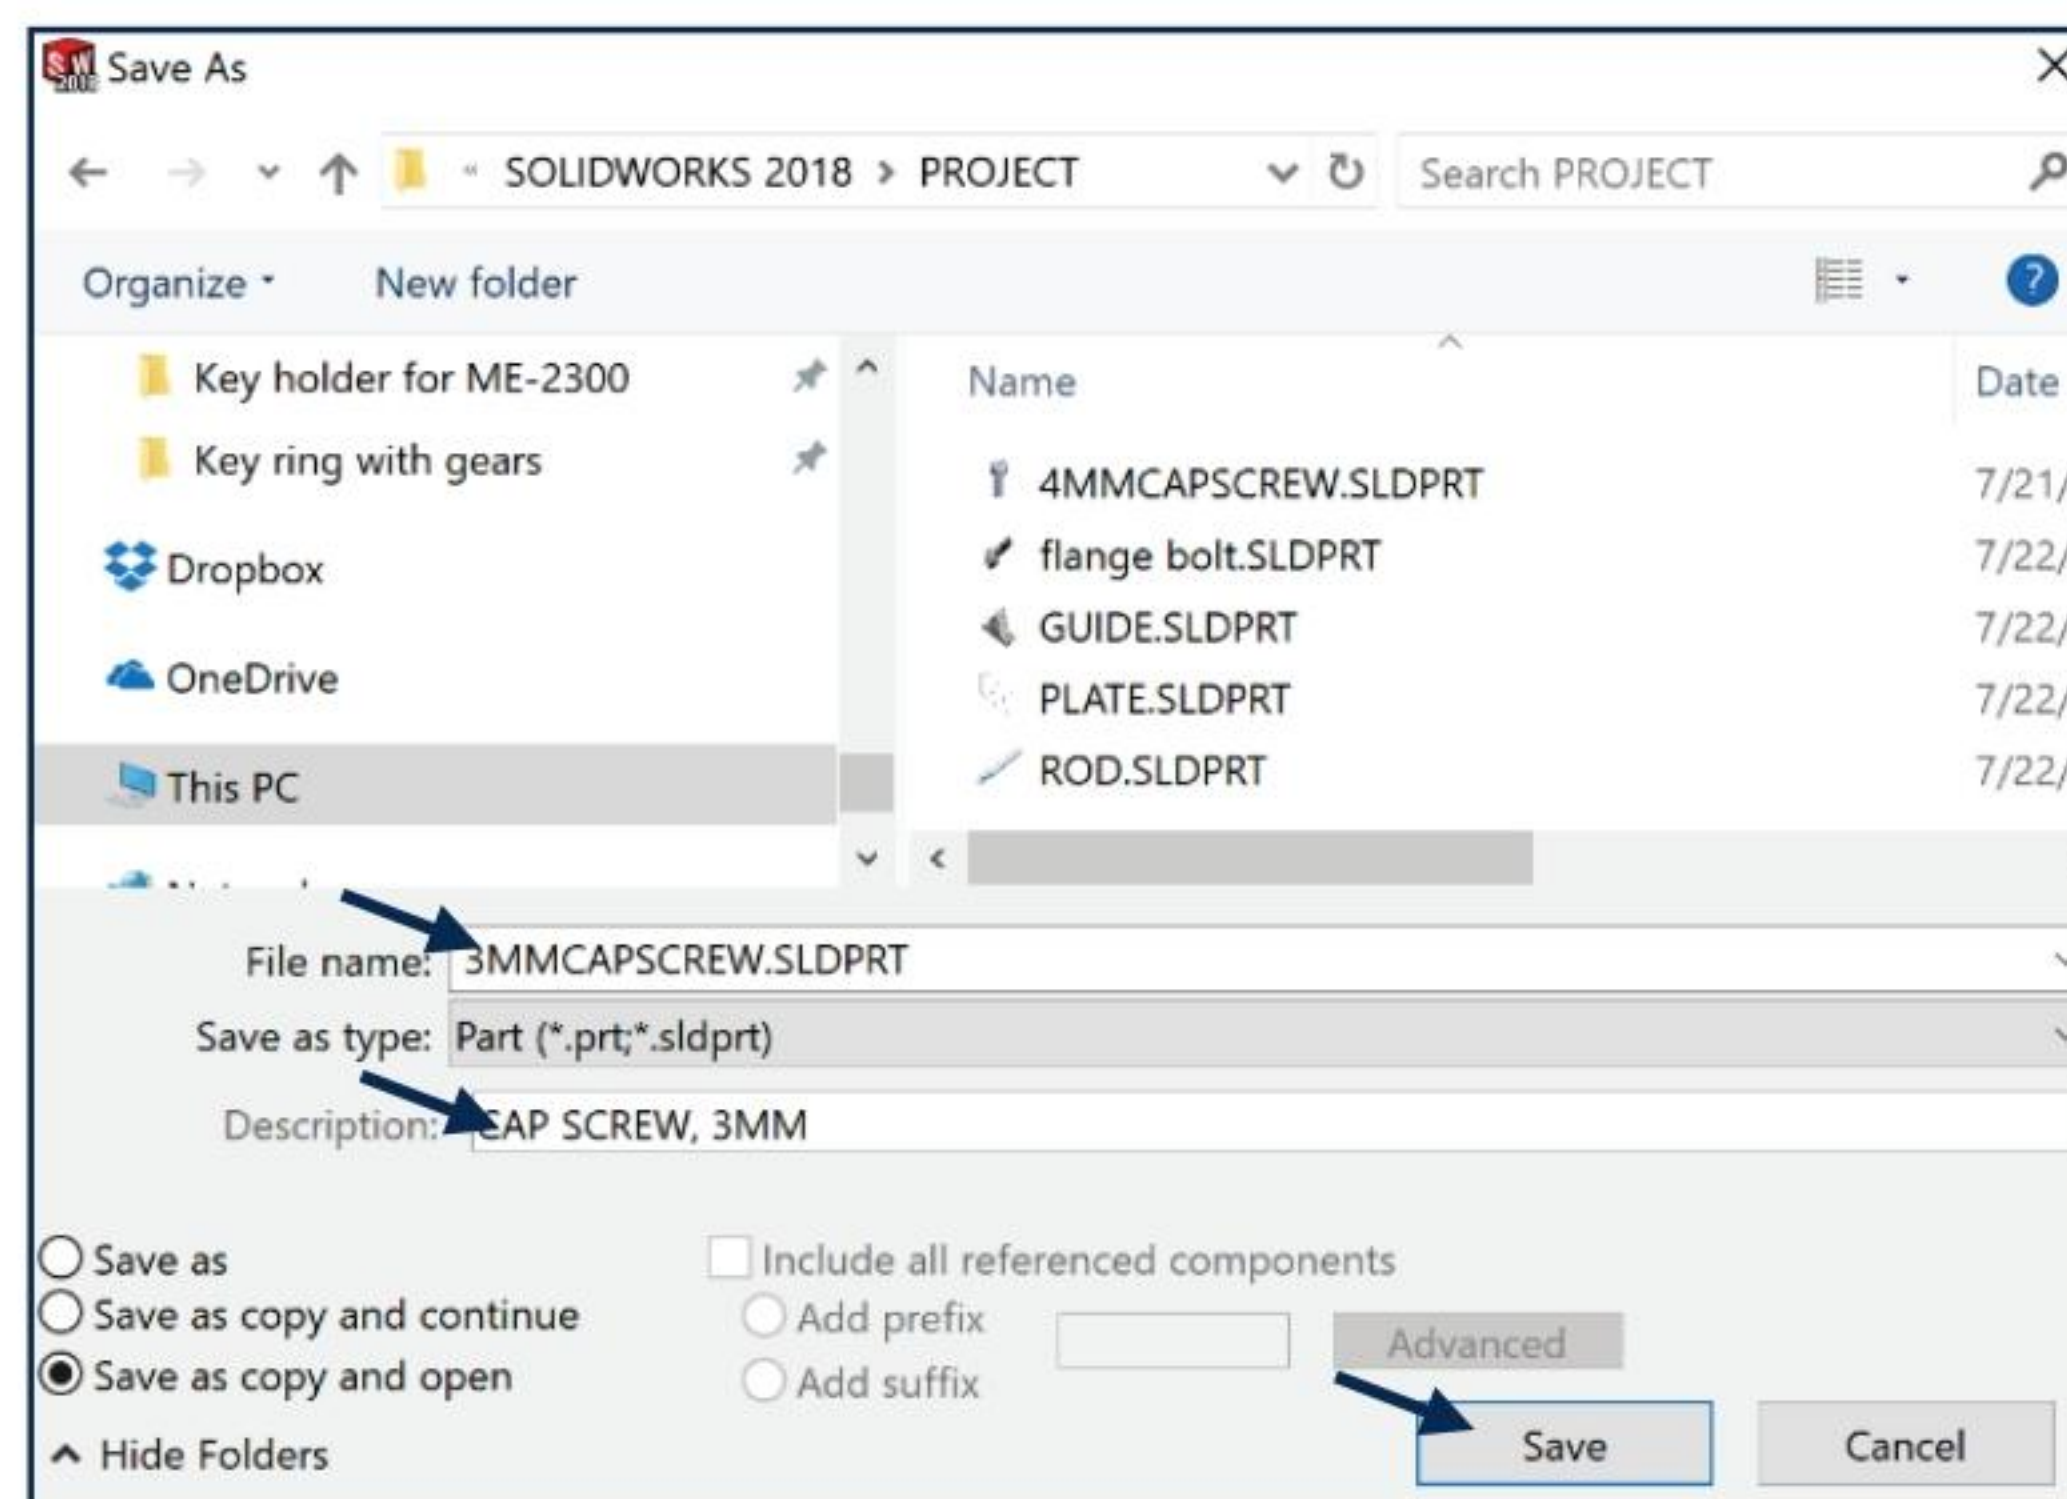 SW 2018 Save As
« SOLIDWORKS 2018 > PROJECT
Search PROJECT
Organize
New folder
Key holder for ME-2300
Key ring with gears
Dropbox
OneDrive
This PC
Name
Date
4MMCAPSCREW.SLDPRT 7/21/
flange bolt.SLDPRT 7/22/
GUIDE.SLDPRT 7/22/
PLATE.SLDPRT 7/22/
ROD.SLDPRT 7/22/
File name: 3MMCAPSCREW.SLDPRT
Save as type: Part (*.prt;*.sldprt)
Description: CAP SCREW, 3MM
Save as
Save as copy and continue
Save as copy and open
Include all referenced components
Add prefix
Add suffix
Advanced
Hide Folders
Save
Cancel